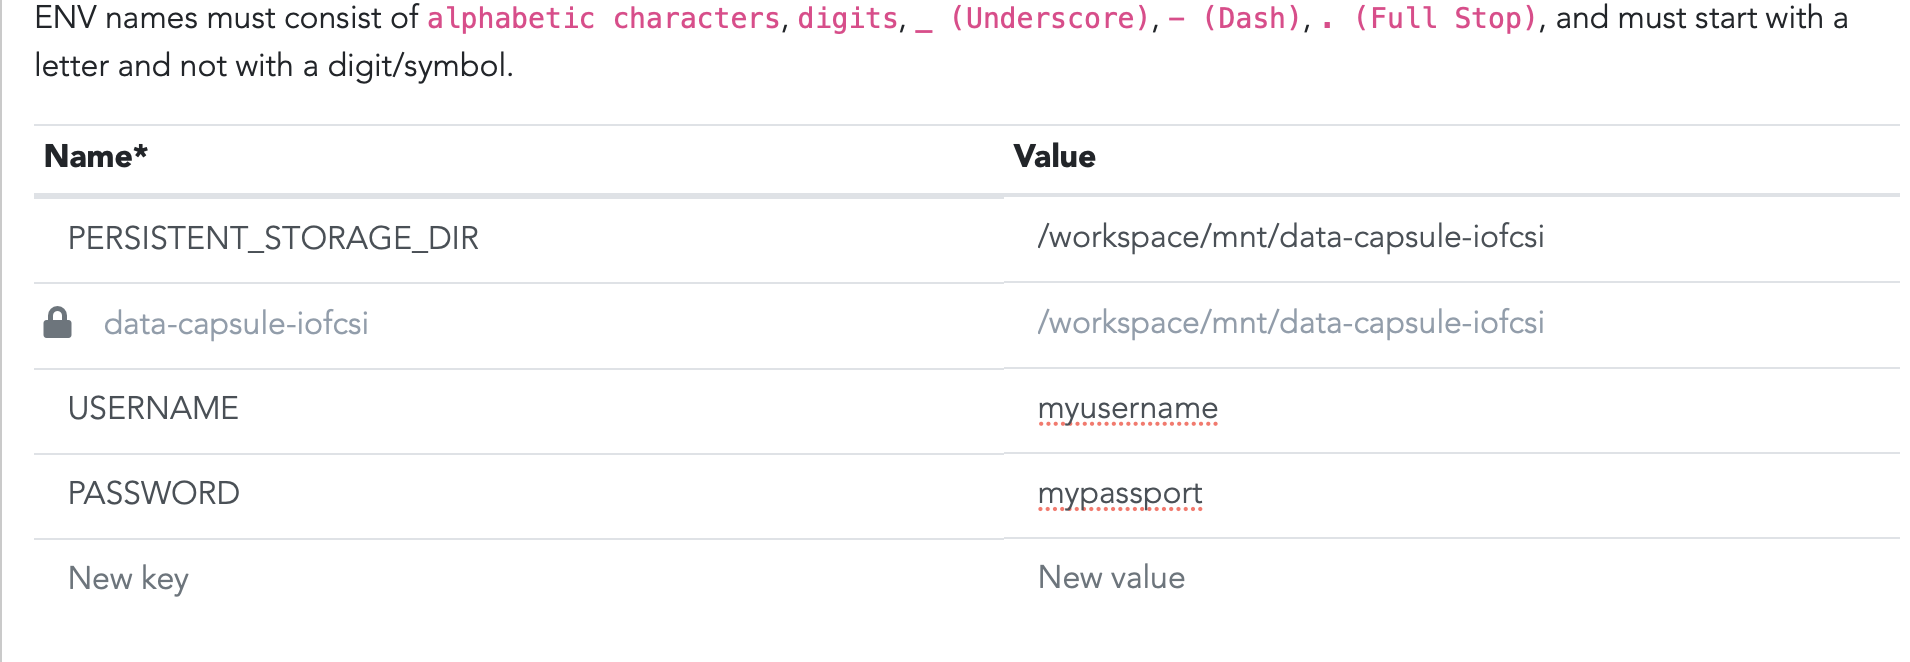 ENV names must consist of alphabetic characters, digits, _ (Underscore), - (Dash), . (Full Stop), and must start with a
letter and not with a digit/symbol.
Name* Value
PERSISTENT_STORAGE_DIR /workspace/mnt/data-capsule-iofcsi
data-capsule-iofcsi /workspace/mnt/data-capsule-iofcsi
USERNAME myusername
PASSWORD mypassport
New key New value